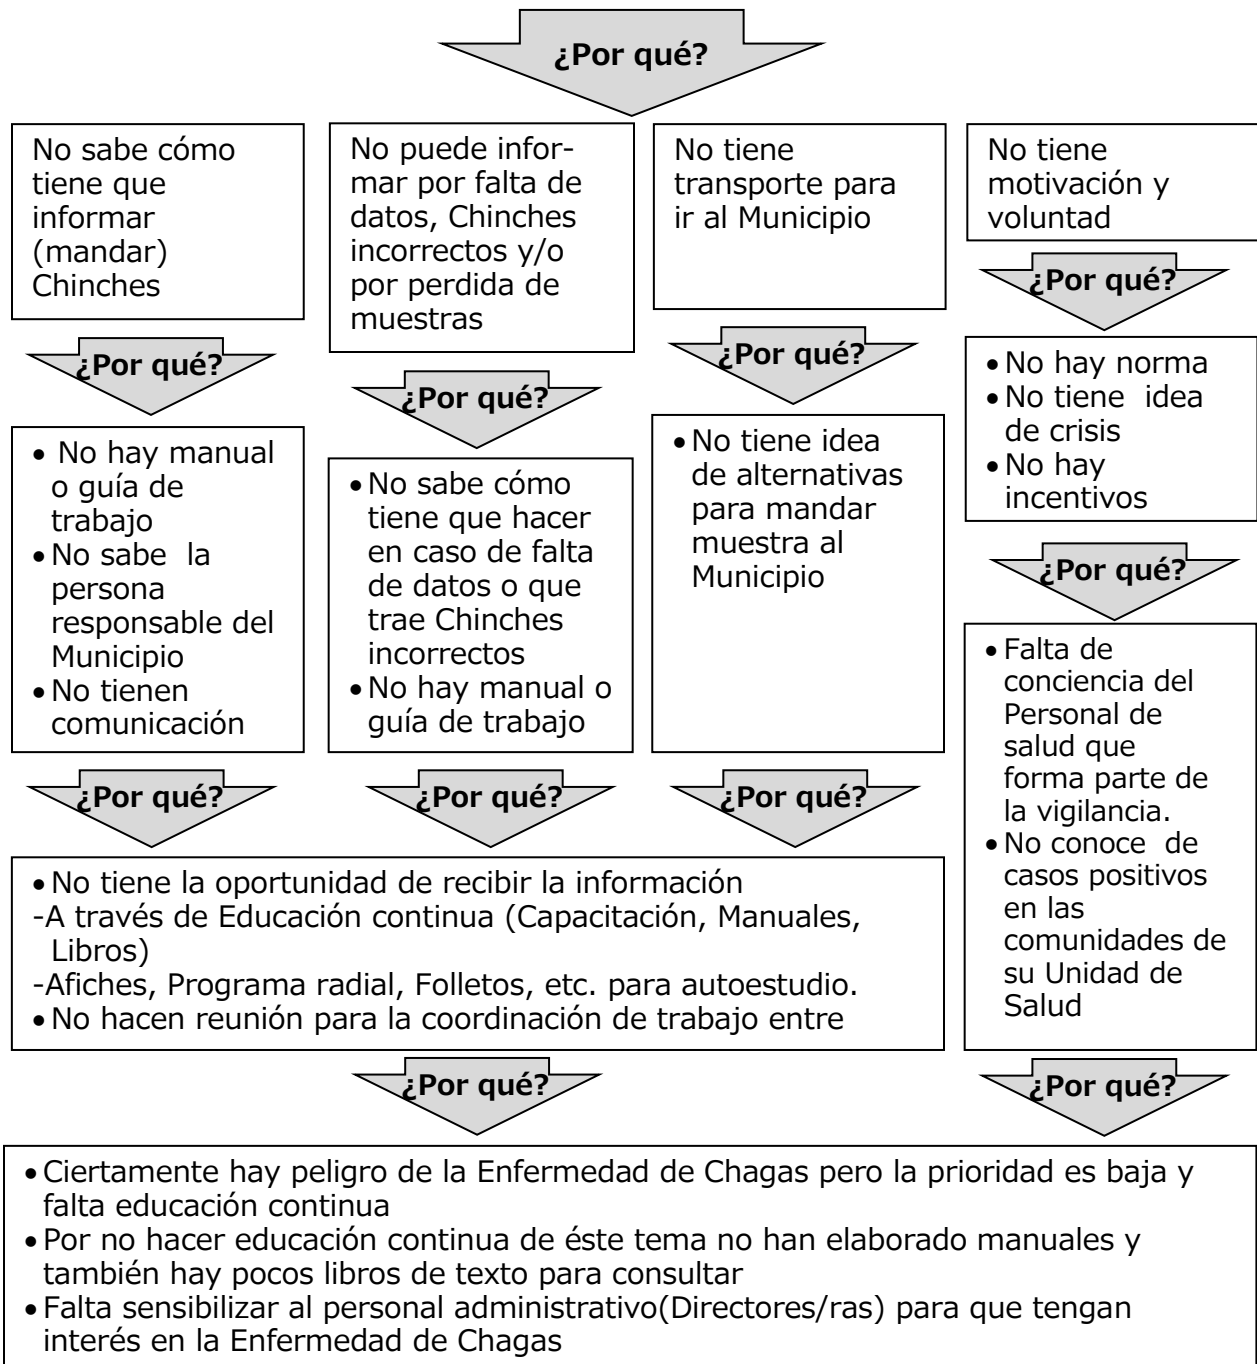 ¿Por qué?
No sabe cómo
tiene que
informar
(mandar)
Chinches
No puede infor-
mar por falta de
datos, Chinches
incorrectos y/o
por perdida de
muestras
No tiene
transporte para
ir al Municipio
No tiene
motivación y
voluntad
¿Por qué?
¿Por qué?
¿Por qué?
¿Por qué?
• No hay manual
o guía de
trabajo
• No sabe la
persona
responsable del
Municipio
• No tienen
comunicación
• No sabe cómo
tiene que hacer
en caso de falta
de datos o que
trae Chinches
incorrectos
• No hay manual o
guía de trabajo
• No tiene idea
de alternativas
para mandar
muestra al
Municipio
• No hay norma
• No tiene idea
de crisis
• No hay
incentivos
¿Por qué?
• Falta de
conciencia del
Personal de
salud que
forma parte de
la vigilancia.
• No conoce de
casos positivos
en las
comunidades de
su Unidad de
Salud
¿Por qué?
¿Por qué?
¿Por qué?
• No tiene la oportunidad de recibir la información
-A través de Educación continua (Capacitación, Manuales,
Libros)
-Afiches, Programa radial, Folletos, etc. para autoestudio.
• No hacen reunión para la coordinación de trabajo entre
¿Por qué?
¿Por qué?
• Ciertamente hay peligro de la Enfermedad de Chagas pero la prioridad es baja y
falta educación continua
• Por no hacer educación continua de éste tema no han elaborado manuales y
también hay pocos libros de texto para consultar
• Falta sensibilizar al personal administrativo(Directores/ras) para que tengan
interés en la Enfermedad de Chagas